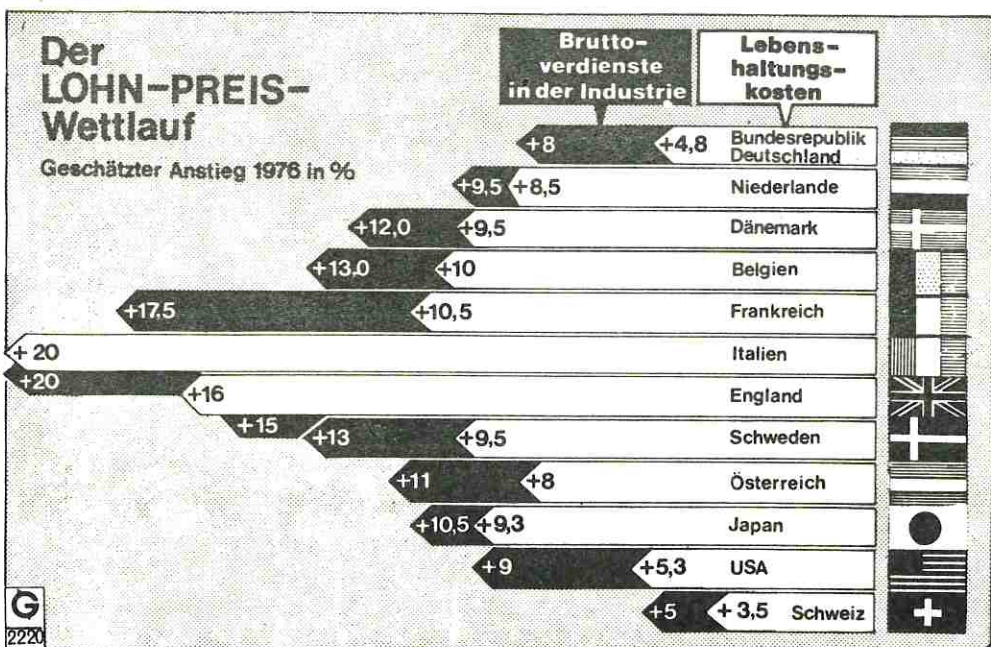 Der
LOHN-PREIS-
Wettlauf
Geschätzter Anstieg 1976 in %
Brutto-
verdienste
in der Industrie
Lebens-
haltungs-
kosten
+8 +4,8 Bundesrepublik
Deutschland
+9,5 +8,5 Niederlande
+12,0 +9,5 Dänemark
+13.0 +10 Belgien
+17,5 +10,5 Frankreich
+20 Italien
+20
+16 England
+15
+13 +9,5 Schweden
+11 +8 Österreich
+10,5 +9,3 Japan
+9 +5,3 USA
+5 +3,5 Schweiz
G
2220